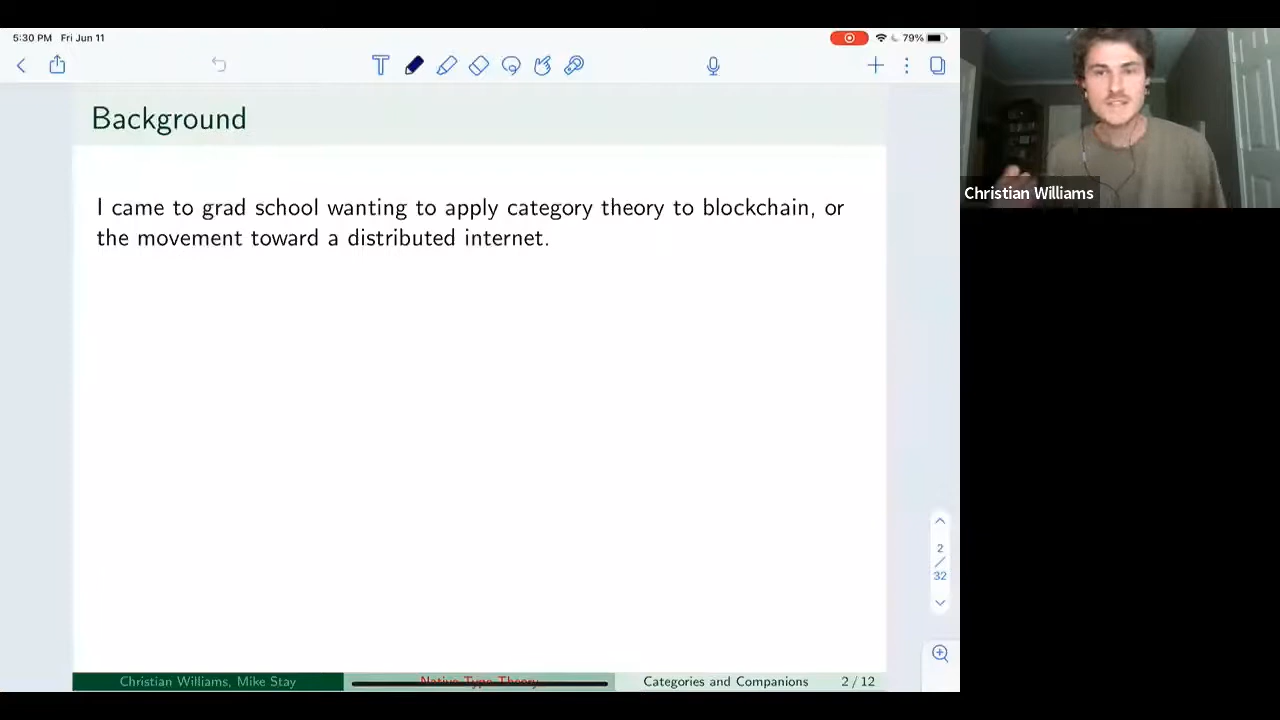 5:30 PM Fri Jun 11
79%
T
Background
I came to grad school wanting to apply category theory to blockchain, or
the movement toward a distributed internet.
Christian Williams
2
/
32
Christian Williams, Mike Stay
Native Type Theory
Categories and Companions
2 / 12